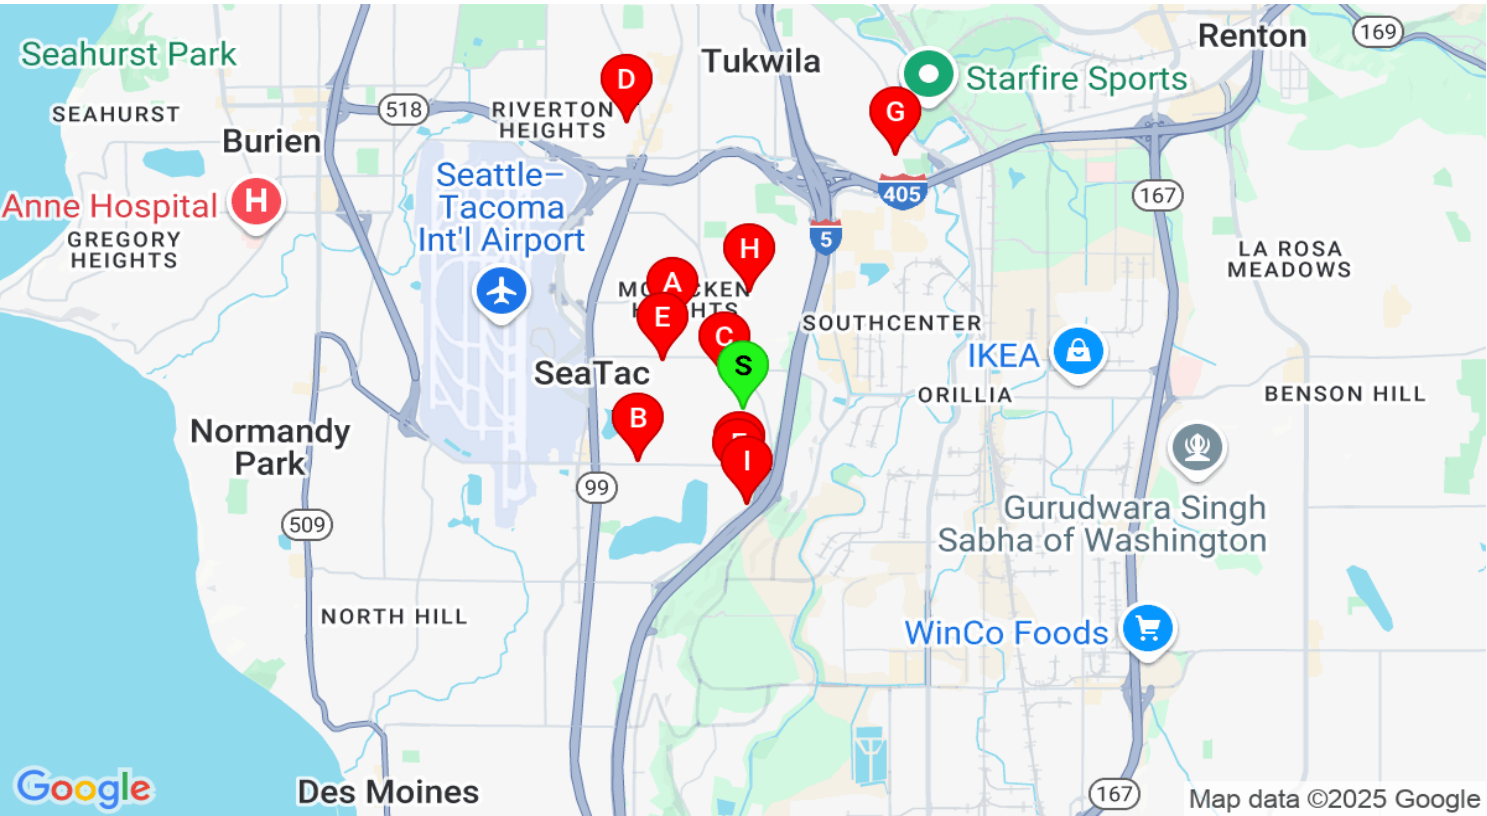 Renton
169
Seahurst Park
Tukwila
Starfire Sports
D
G
SEAHURST
518
RIVERTON
HEIGHTS
Burien
Seattle–
Tacoma
Int'l Airport
405
167
Anne Hospital
H
GREGORY
HEIGHTS
5
H
LA ROSA
MEADOWS
A
E
C
SOUTHCENTER
IKEA
S
SeaTac
ORILLIA
BENSON HILL
B
Normandy
Park
I
99
509
Gurudwara Singh
Sabha of Washington
NORTH HILL
WinCo Foods
Google
Des Moines
167
Map data ©2025 Google